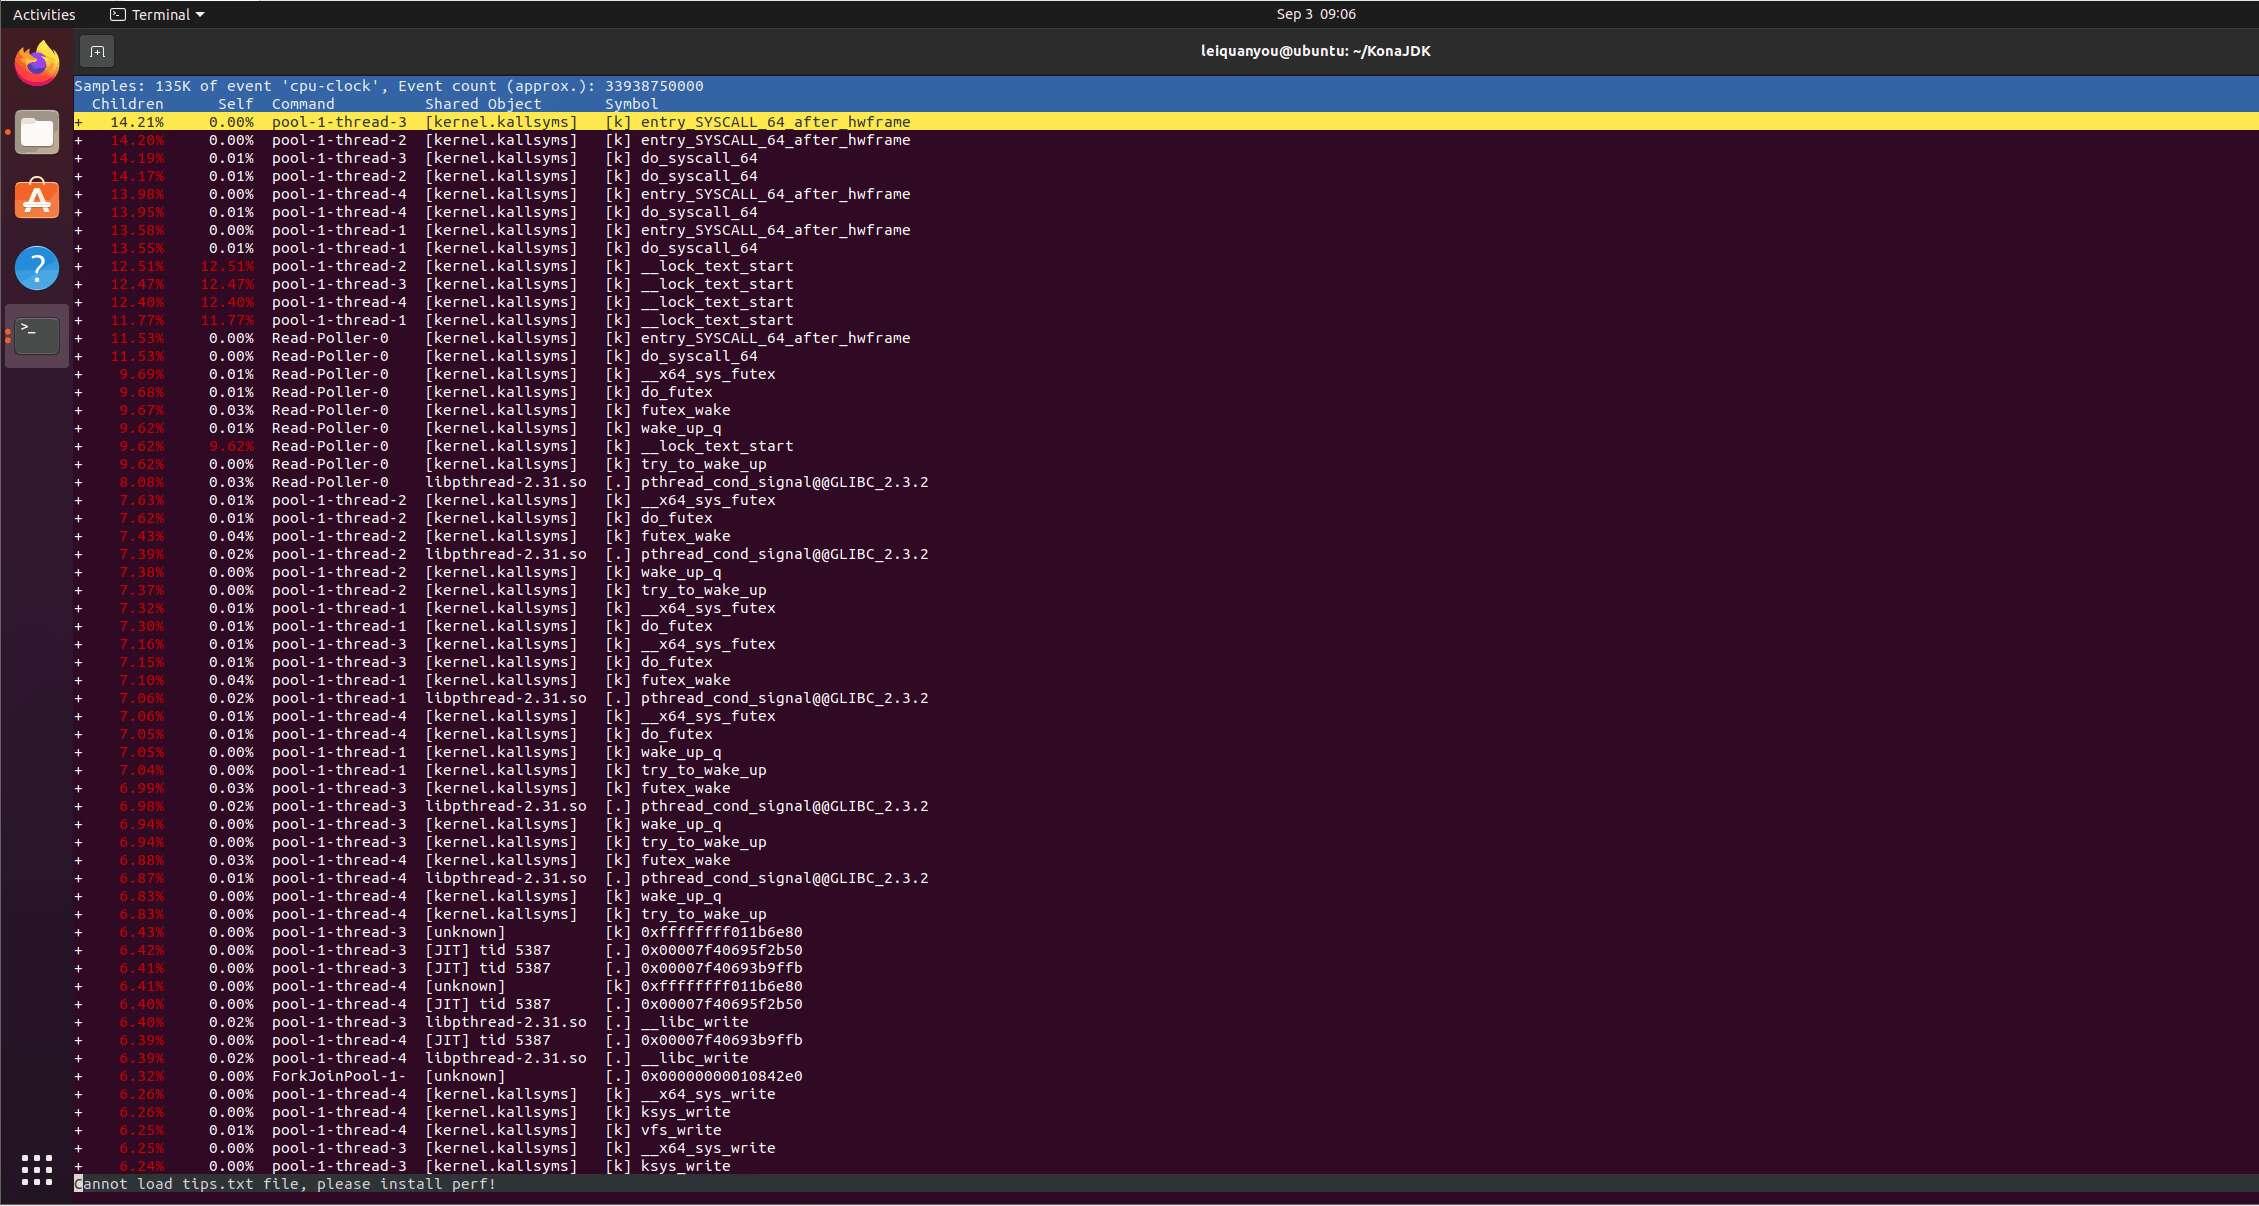 Activities Terminal Sep 3 09:06
leiquanyou@ubuntu: ~/KonaJDK
Samples: 135K of event 'cpu-clock', Event count (approx.): 33938750000
Children Self Command Shared Object Symbol
+ 14.21% 0.00% pool-1-thread-3 [kernel.kallsyms] [k] entry_SYSCALL_64_after_hwframe
+ 14.20% 0.00% pool-1-thread-2 [kernel.kallsyms] [k] entry_SYSCALL_64_after_hwframe
+ 14.19% 0.01% pool-1-thread-3 [kernel.kallsyms] [k] do_syscall_64
+ 14.17% 0.01% pool-1-thread-2 [kernel.kallsyms] [k] do_syscall_64
+ 13.98% 0.00% pool-1-thread-4 [kernel.kallsyms] [k] entry_SYSCALL_64_after_hwframe
+ 13.95% 0.01% pool-1-thread-4 [kernel.kallsyms] [k] do_syscall_64
+ 13.58% 0.00% pool-1-thread-1 [kernel.kallsyms] [k] entry_SYSCALL_64_after_hwframe
+ 13.55% 0.01% pool-1-thread-1 [kernel.kallsyms] [k] do_syscall_64
+ 12.51% 12.51% pool-1-thread-2 [kernel.kallsyms] [k] __lock_text_start
+ 12.47% 12.47% pool-1-thread-3 [kernel.kallsyms] [k] __lock_text_start
+ 12.40% 12.40% pool-1-thread-4 [kernel.kallsyms] [k] __lock_text_start
+ 11.77% 11.77% pool-1-thread-1 [kernel.kallsyms] [k] __lock_text_start
+ 11.53% 0.00% Read-Poller-0 [kernel.kallsyms] [k] entry_SYSCALL_64_after_hwframe
+ 11.53% 0.00% Read-Poller-0 [kernel.kallsyms] [k] do_syscall_64
+ 9.69% 0.01% Read-Poller-0 [kernel.kallsyms] [k] __x64_sys_futex
+ 9.68% 0.01% Read-Poller-0 [kernel.kallsyms] [k] do_futex
+ 9.67% 0.03% Read-Poller-0 [kernel.kallsyms] [k] futex_wake
+ 9.62% 0.01% Read-Poller-0 [kernel.kallsyms] [k] wake_up_q
+ 9.62% 9.62% Read-Poller-0 [kernel.kallsyms] [k] __lock_text_start
+ 9.62% 0.00% Read-Poller-0 [kernel.kallsyms] [k] try_to_wake_up
+ 8.08% 0.03% Read-Poller-0 libpthread-2.31.so [.] pthread_cond_signal@@GLIBC_2.3.2
+ 7.63% 0.01% pool-1-thread-2 [kernel.kallsyms] [k] __x64_sys_futex
+ 7.62% 0.01% pool-1-thread-2 [kernel.kallsyms] [k] do_futex
+ 7.43% 0.04% pool-1-thread-2 [kernel.kallsyms] [k] futex_wake
+ 7.39% 0.02% pool-1-thread-2 libpthread-2.31.so [.] pthread_cond_signal@@GLIBC_2.3.2
+ 7.38% 0.00% pool-1-thread-2 [kernel.kallsyms] [k] wake_up_q
+ 7.37% 0.00% pool-1-thread-2 [kernel.kallsyms] [k] try_to_wake_up
+ 7.32% 0.01% pool-1-thread-1 [kernel.kallsyms] [k] __x64_sys_futex
+ 7.30% 0.01% pool-1-thread-1 [kernel.kallsyms] [k] do_futex
+ 7.16% 0.01% pool-1-thread-3 [kernel.kallsyms] [k] __x64_sys_futex
+ 7.15% 0.01% pool-1-thread-3 [kernel.kallsyms] [k] do_futex
+ 7.10% 0.04% pool-1-thread-1 [kernel.kallsyms] [k] futex_wake
+ 7.06% 0.02% pool-1-thread-1 libpthread-2.31.so [.] pthread_cond_signal@@GLIBC_2.3.2
+ 7.06% 0.01% pool-1-thread-4 [kernel.kallsyms] [k] __x64_sys_futex
+ 7.05% 0.01% pool-1-thread-4 [kernel.kallsyms] [k] do_futex
+ 7.05% 0.00% pool-1-thread-1 [kernel.kallsyms] [k] wake_up_q
+ 7.04% 0.00% pool-1-thread-1 [kernel.kallsyms] [k] try_to_wake_up
+ 6.99% 0.03% pool-1-thread-3 [kernel.kallsyms] [k] futex_wake
+ 6.98% 0.02% pool-1-thread-3 libpthread-2.31.so [.] pthread_cond_signal@@GLIBC_2.3.2
+ 6.94% 0.00% pool-1-thread-3 [kernel.kallsyms] [k] wake_up_q
+ 6.94% 0.00% pool-1-thread-3 [kernel.kallsyms] [k] try_to_wake_up
+ 6.88% 0.03% pool-1-thread-4 [kernel.kallsyms] [k] futex_wake
+ 6.87% 0.01% pool-1-thread-4 libpthread-2.31.so [.] pthread_cond_signal@@GLIBC_2.3.2
+ 6.83% 0.00% pool-1-thread-4 [kernel.kallsyms] [k] wake_up_q
+ 6.83% 0.00% pool-1-thread-4 [kernel.kallsyms] [k] try_to_wake_up
+ 6.43% 0.00% pool-1-thread-3 [unknown] [k] 0xffffffff011b6e80
+ 6.42% 0.00% pool-1-thread-3 [JIT] tid 5387 [.] 0x00007f40695f2b50
+ 6.41% 0.00% pool-1-thread-3 [JIT] tid 5387 [.] 0x00007f40693b9ffb
+ 6.41% 0.00% pool-1-thread-4 [unknown] [k] 0xffffffff011b6e80
+ 6.40% 0.00% pool-1-thread-4 [JIT] tid 5387 [.] 0x00007f40695f2b50
+ 6.40% 0.02% pool-1-thread-3 libpthread-2.31.so [.] __libc_write
+ 6.39% 0.00% pool-1-thread-4 [JIT] tid 5387 [.] 0x00007f40693b9ffb
+ 6.39% 0.02% pool-1-thread-4 libpthread-2.31.so [.] __libc_write
+ 6.32% 0.00% ForkJoinPool-1- [unknown] [.] 0x00000000010842e0
+ 6.26% 0.00% pool-1-thread-4 [kernel.kallsyms] [k] __x64_sys_write
+ 6.26% 0.00% pool-1-thread-4 [kernel.kallsyms] [k] ksys_write
+ 6.25% 0.01% pool-1-thread-4 [kernel.kallsyms] [k] vfs_write
+ 6.25% 0.00% pool-1-thread-3 [kernel.kallsyms] [k] __x64_sys_write
+ 6.24% 0.00% pool-1-thread-3 [kernel.kallsyms] [k] ksys_write
Cannot load tips.txt file, please install perf!